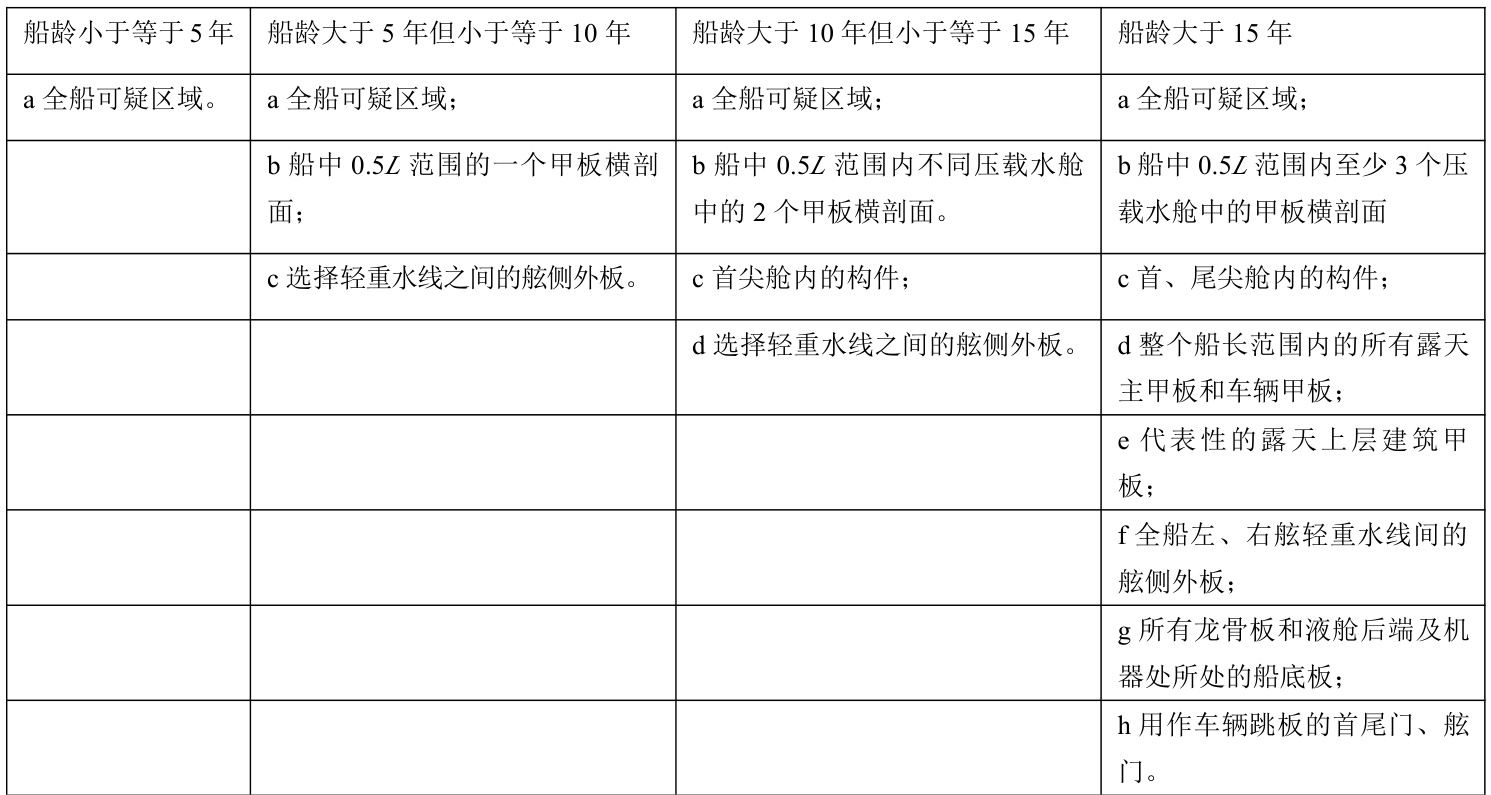 船龄小于等于 5 年 船龄大于 5 年但小于等于 10 年 船龄大于 10 年但小于等于 15 年 船龄大于 15 年
a 全船可疑区域。 a 全船可疑区域； a 全船可疑区域； a 全船可疑区域；
b 船中 0.5L 范围的一个甲板横剖
面；
b 船中 0.5L 范围内不同压载水舱
中的 2 个甲板横剖面。
b 船中 0.5L 范围内至少 3 个压
载水舱中的甲板横剖面
c 选择轻重水线之间的舷侧外板。 c 首尖舱内的构件； c 首、尾尖舱内的构件；
d 选择轻重水线之间的舷侧外板。
d 整个船长范围内的所有露天
主甲板和车辆甲板；
e 代表性的露天上层建筑甲
板；
f 全船左、右舷轻重水线间的
舷侧外板；
g 所有龙骨板和液舱后端及机
器处所处的船底板；
h 用作车辆跳板的首尾门、舷
门。